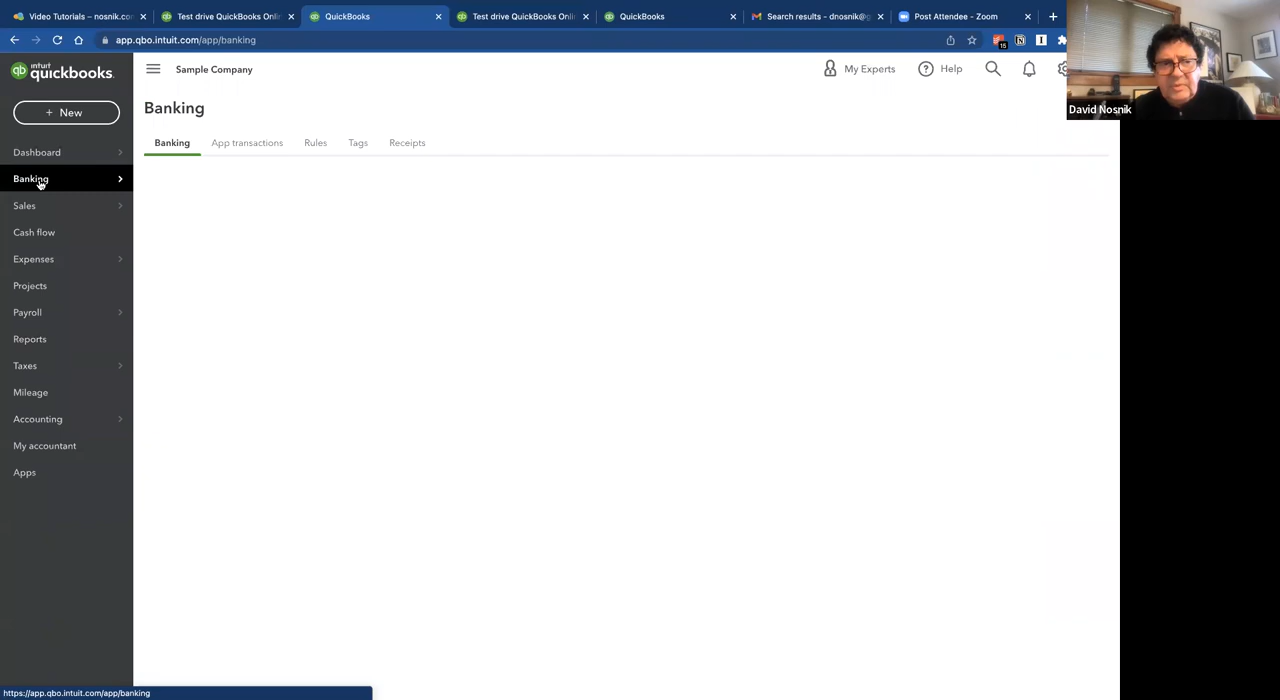 Video Tutorials – nosnik.co
Test drive QuickBooks Onli
QuickBooks
Test drive QuickBooks Onli
QuickBooks
Search results - dnosnik@g
Post Attendee - Zoom
app.qbo.intuit.com/app/banking
15
intuit
quickbooks.
Sample Company
My Experts
Help
+ New
Banking
David Nosnik
Banking
App transactions
Rules
Tags
Receipts
Dashboard
Banking
Sales
Cash flow
Expenses
Projects
Payroll
Reports
Taxes
Mileage
Accounting
My accountant
Apps
https://app.qbo.intuit.com/app/banking